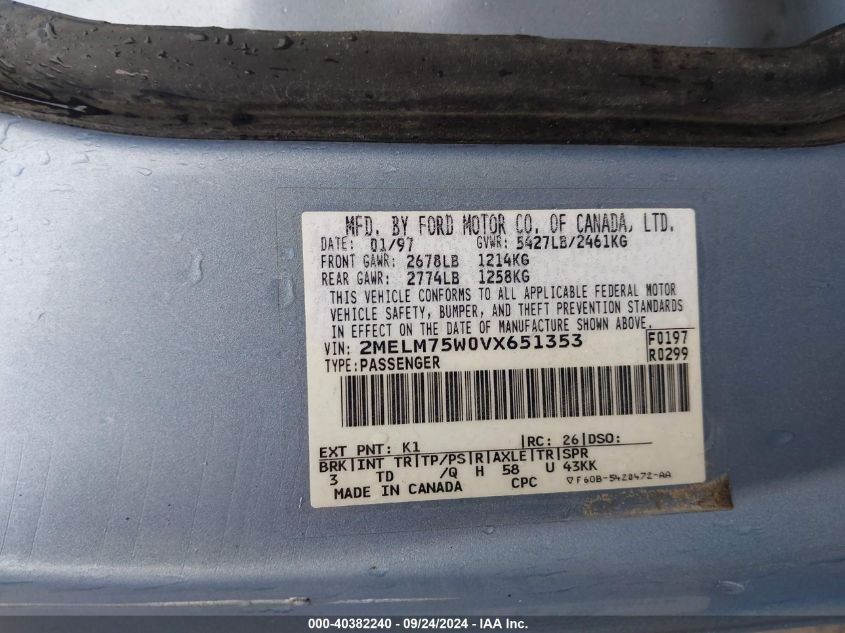 MFD. BY FORD MOTOR CO. OF CANADA, LTD.
DATE: 01/97 GVWR: 5427LB/2461KG
FRONT GAWR: 2678LB 1214KG
REAR GAWR: 2774LB 1258KG
THIS VEHICLE CONFORMS TO ALL APPLICABLE FEDERAL MOTOR
VEHICLE SAFETY, BUMPER, AND THEFT PREVENTION STANDARDS
IN EFFECT ON THE DATE OF MANUFACTURE SHOWN ABOVE.
VIN: 2MELM75W0VX651353 F0197
TYPE: PASSENGER R0299
EXT PNT: K1 |RC: 26|DSO:
BRK|INT TR|TP/PS|R|AXLE|TR|SPR
3 TD /Q H 58 U 43KK
MADE IN CANADA CPC ▽F60B-5420472-AA
000-40382240 - 09/24/2024 - IAA Inc.